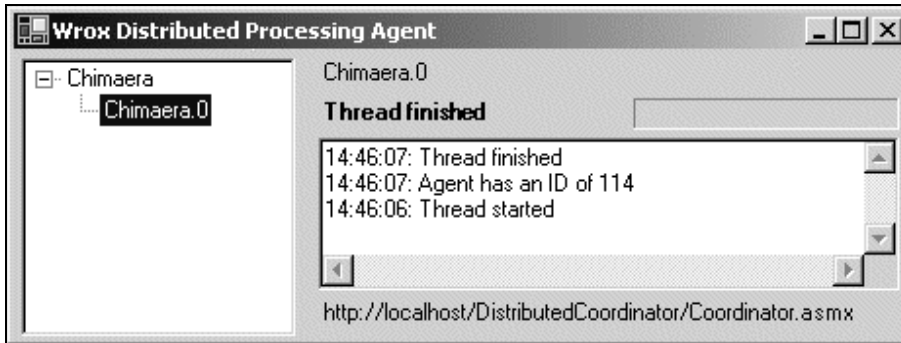 Wrox Distributed Processing Agent
Chimaera
Chimaera.0
Chimaera.0
Thread finished
14:46:07: Thread finished
14:46:07: Agent has an ID of 114
14:46:06: Thread started
http://localhost/DistributedCoordinator/Coordinator.asmx